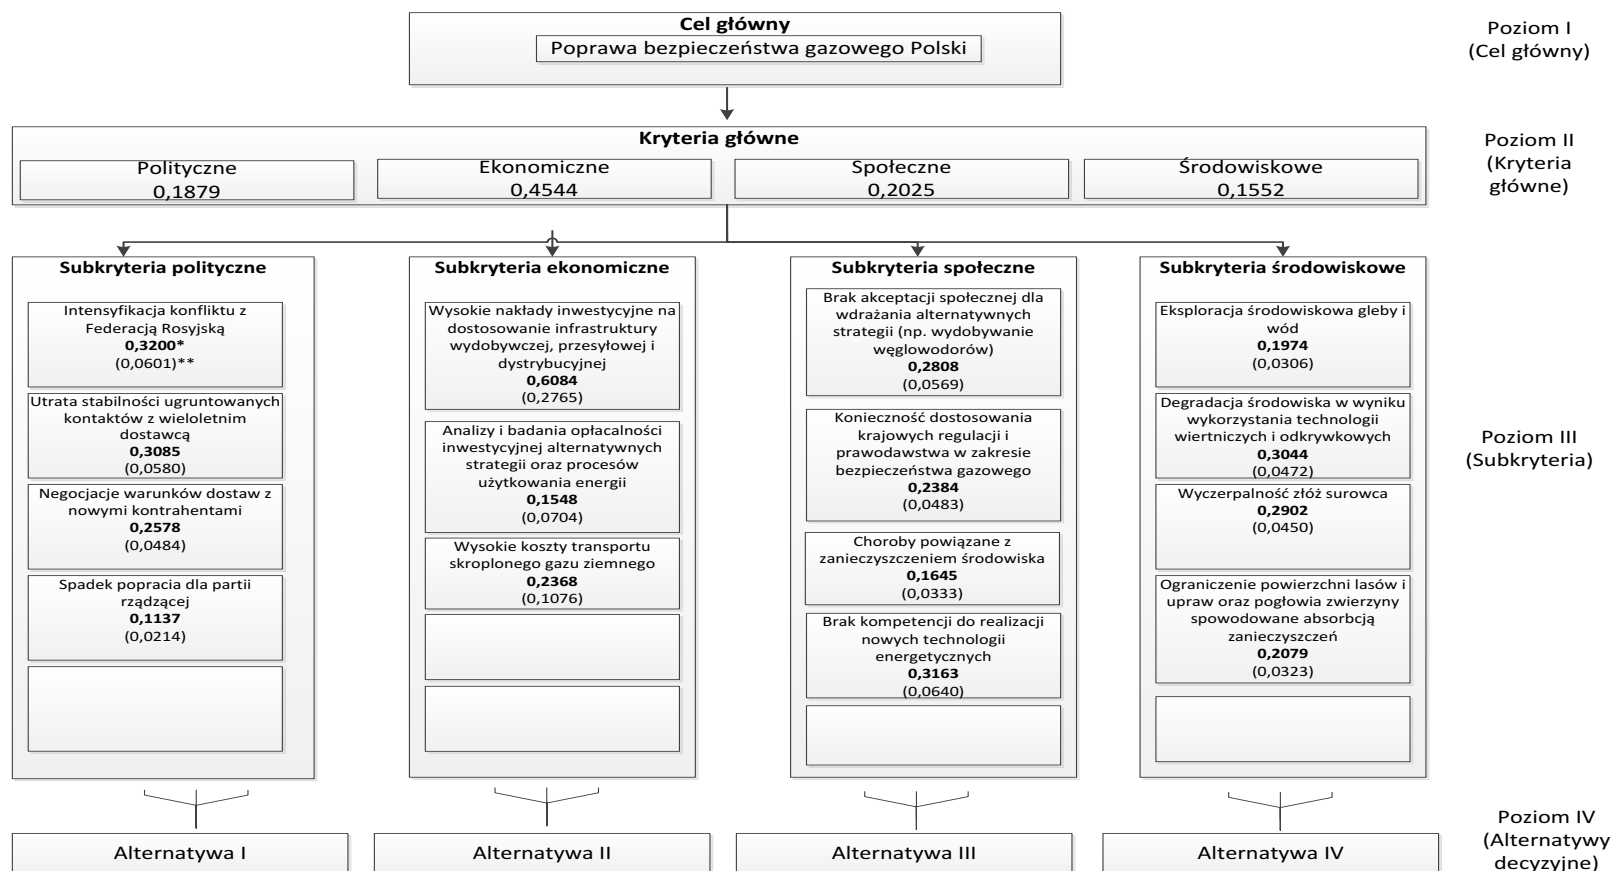 Cel główny
Poprawa bezpieczeństwa gazowego Polski
Poziom I
(Cel główny)
Kryteria główne
Polityczne
0,1879
Ekonomiczne
0,4544
Społeczne
0,2025
Środowiskowe
0,1552
Poziom II
(Kryteria
główne)
Subkryteria polityczne
Intensyfikacja konfliktu z
Federacją Rosyjską
0,3200*
(0,0601)**
Utrata stabilności ugruntowanych
kontaktów z wieloletnim
dostawcą
0,3085
(0,0580)
Negocjacje warunków dostaw z
nowymi kontrahentami
0,2578
(0,0484)
Spadek popracia dla partii
rządzącej
0,1137
(0,0214)
Subkryteria ekonomiczne
Wysokie nakłady inwestycyjne na
dostosowanie infrastruktury
wydobywczej, przesyłowej i
dystrybucyjnej
0,6084
(0,2765)
Analizy i badania opłacalności
inwestycyjnej alternatywnych
strategii oraz procesów
użytkowania energii
0,1548
(0,0704)
Wysokie koszty transportu
skroplonego gazu ziemnego
0,2368
(0,1076)
Subkryteria społeczne
Brak akceptacji społecznej dla
wdrażania alternatywnych
strategii (np. wydobywanie
węglowodorów)
0,2808
(0,0569)
Konieczność dostosowania
krajowych regulacji i
prawodawstwa w zakresie
bezpieczeństwa gazowego
0,2384
(0,0483)
Choroby powiązane z
zanieczyszczeniem środowiska
0,1645
(0,0333)
Brak kompetencji do realizacji
nowych technologii
energetycznych
0,3163
(0,0640)
Subkryteria środowiskowe
Eksploracja środowiskowa gleby i
wód
0,1974
(0,0306)
Degradacja środowiska w wyniku
wykorzystania technologii
wiertniczych i odkrywkowych
0,3044
(0,0472)
Wyczerpalność złóż surowca
0,2902
(0,0450)
Ograniczenie powierzchni lasów i
upraw oraz pogłowia zwierzyny
spowodowane absorbcją
zanieczyszczeń
0,2079
(0,0323)
Poziom III
(Subkryteria)
Alternatywa I
Alternatywa II
Alternatywa III
Alternatywa IV
Poziom IV
(Alternatywy
decyzyjne)